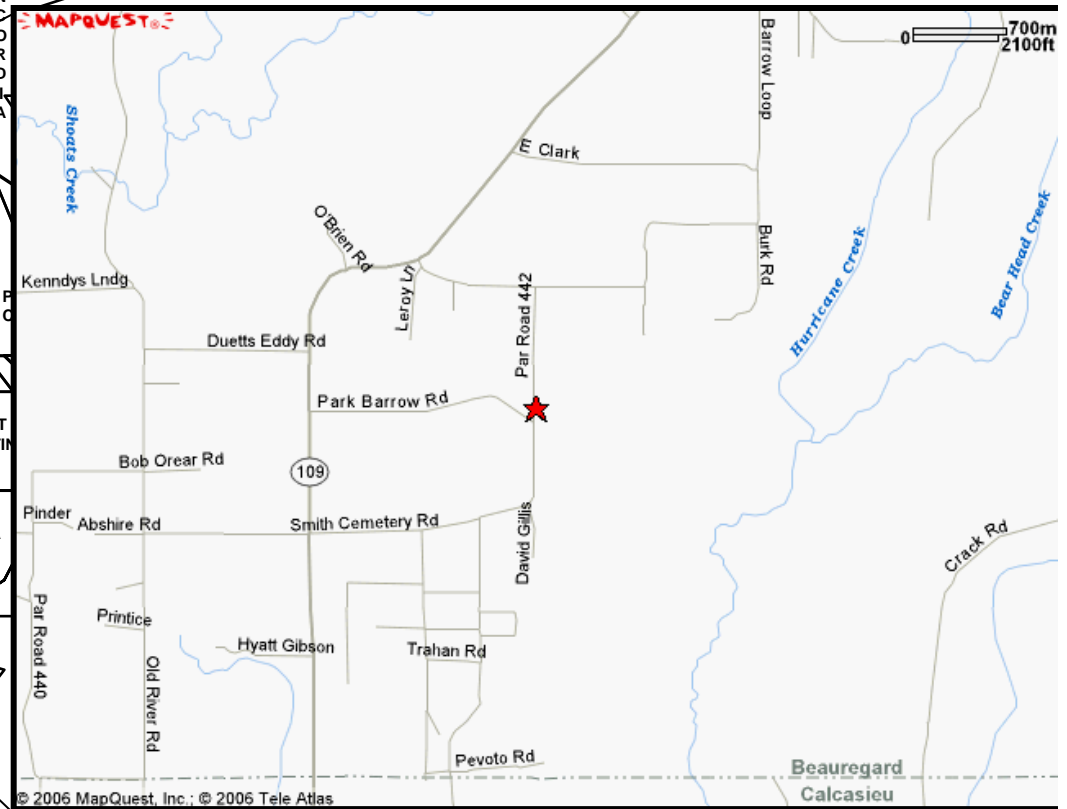 MAPQUEST®
0
700m
2100ft
Barrow Loop
E Clark
Shoats Creek
O'Brien Rd
Burk Rd
Hurricane Creek
Bear Head Creek
Kenndys Lndg
Leroy Ln
Par Road 442
Duetts Eddy Rd
Park Barrow Rd
Bob Orear Rd
109
Pinder
Abshire Rd
Smith Cemetery Rd
David Gillis
Crack Rd
Par Road 440
Printice
Hyatt Gibson
Trahan Rd
Old River Rd
Pevoto Rd
Beauregard
Calcasieu
© 2006 MapQuest, Inc.; © 2006 Tele Atlas